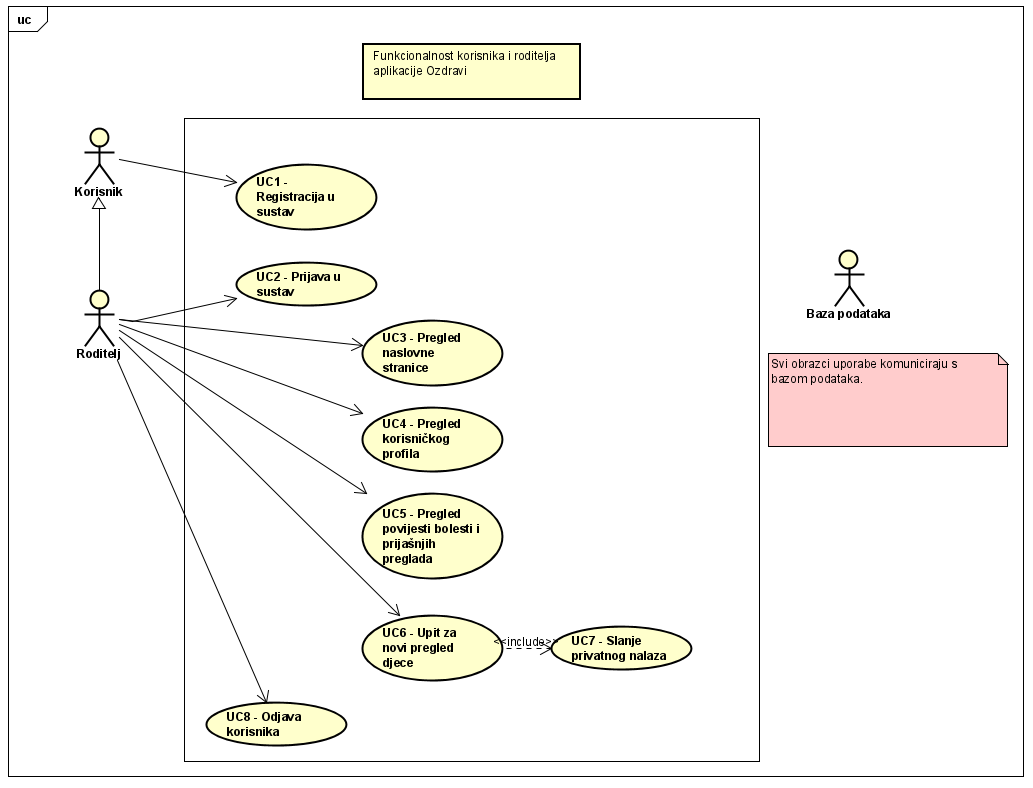 uc
Funkcionalnost korisnika i roditelja
aplikacije Ozdravi
Korisnik
UC1 -
Registracija u
sustav
UC2 - Prijava u
sustav
Baza podataka
Roditelj
UC3 - Pregled
naslovne
stranice
Svi obrazci uporabe komuniciraju s
bazom podataka.
UC4 - Pregled
korisničkog
profila
UC5 - Pregled
povijesti bolesti i
prijašnjih
pregleda
UC6 - Upit za
novi pregled
djece
<<include>>
UC7 - Slanje
privatnog nalaza
UC8 - Odjava
korisnika